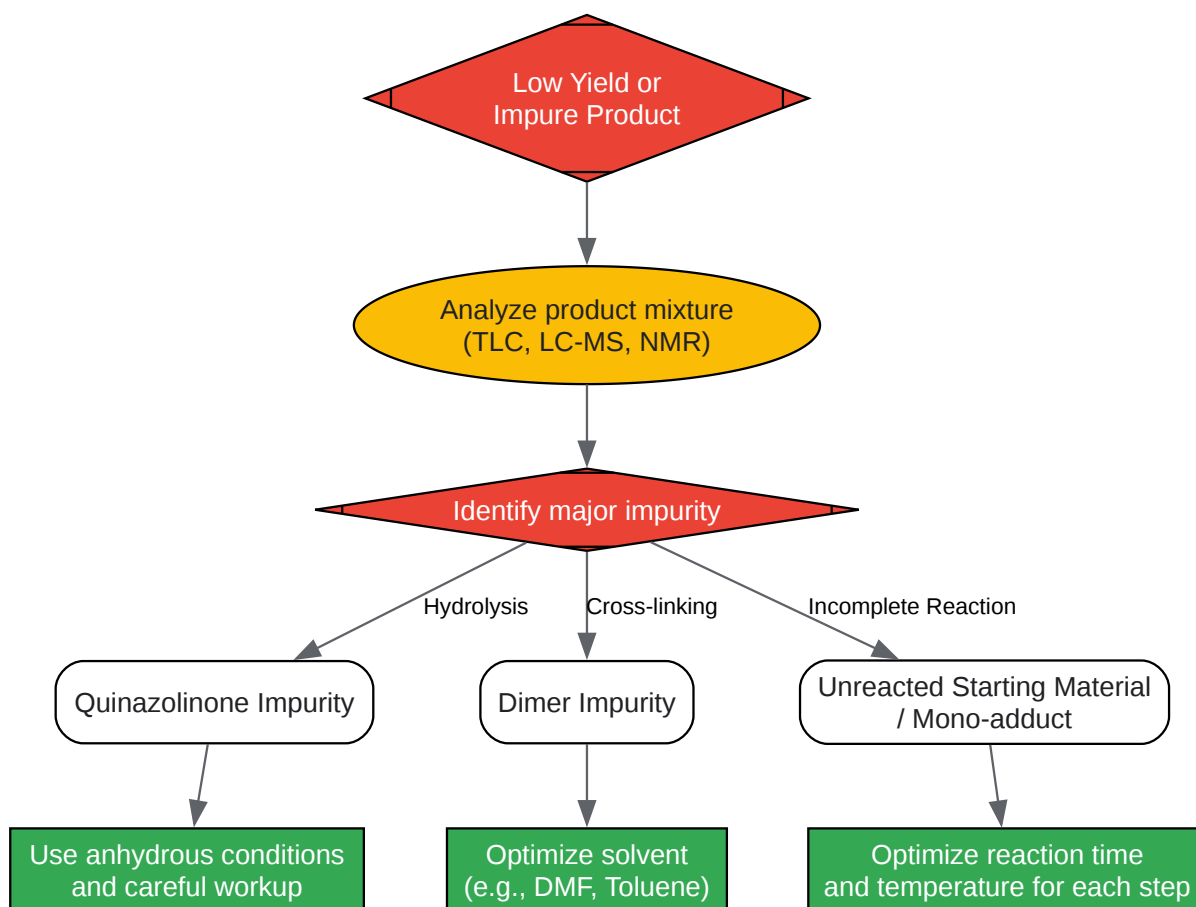 Low Yield or
Impure Product
Analyze product mixture
(TLC, LC-MS, NMR)
Identify major impurity
Hydrolysis
Cross-linking
Incomplete Reaction
Quinazolinone Impurity
Dimer Impurity
Unreacted Starting Material
/ Mono-adduct
Use anhydrous conditions
and careful workup
Optimize solvent
(e.g., DMF, Toluene)
Optimize reaction time
and temperature for each step